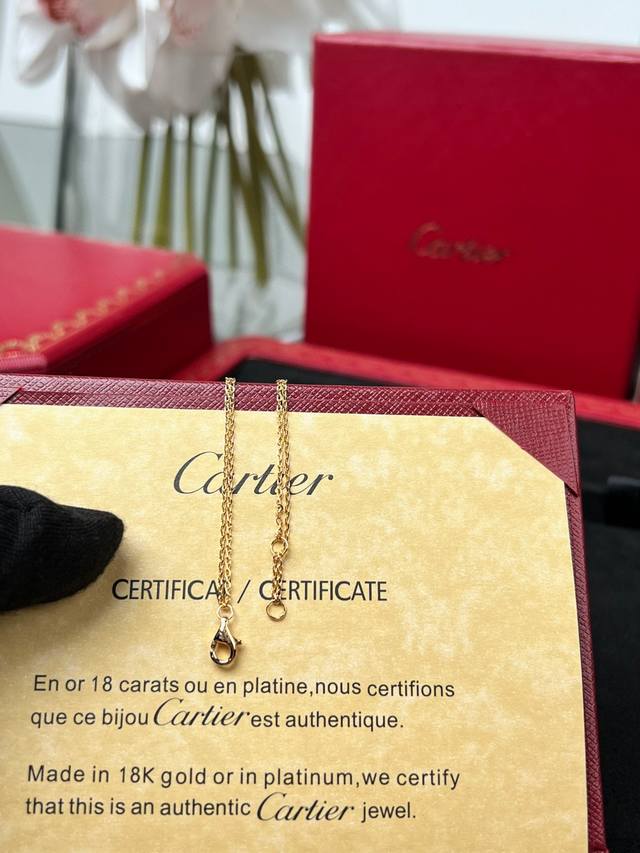 Cartier
Cartier
CERTIFICAT / CERTIFICATE
En or 18 carats ou en platine,nous certifions
que ce bijou Cartier est authentique.
Made in 18K gold or in platinum,we certify
that this is an authentic Cartier jewel.